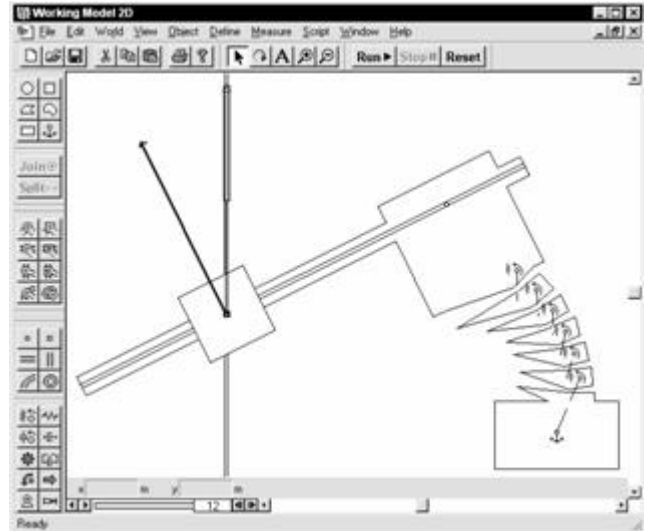 Working Model 2D
File Edit World View Object Define Measure Script Window Help
A Run Stop Reset
Join
Split
x m y m
12
Ready